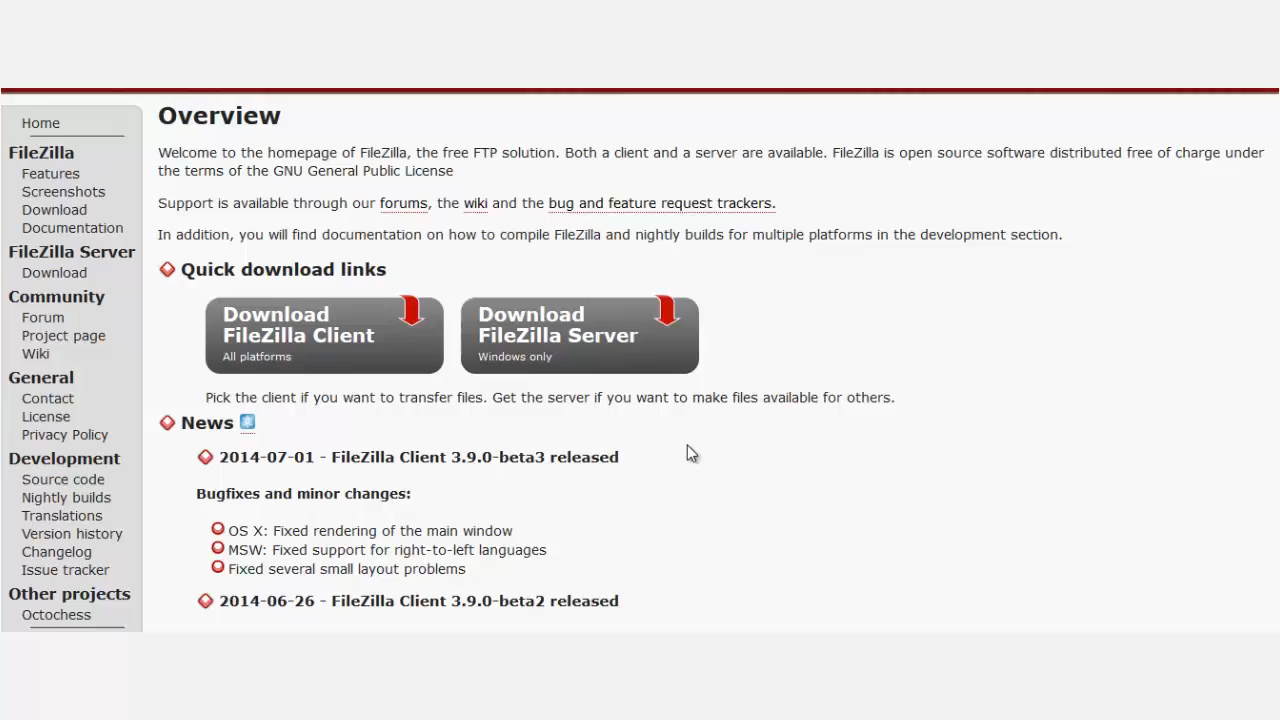 Home
FileZilla
Features
Screenshots
Download
Documentation
FileZilla Server
Download
Community
Forum
Project page
Wiki
General
Contact
License
Privacy Policy
Development
Source code
Nightly builds
Translations
Version history
Changelog
Issue tracker
Other projects
Octochess
Overview
Welcome to the homepage of FileZilla, the free FTP solution. Both a client and a server are available. FileZilla is open source software distributed free of charge under
the terms of the GNU General Public License
Support is available through our forums, the wiki and the bug and feature request trackers.
In addition, you will find documentation on how to compile FileZilla and nightly builds for multiple platforms in the development section.
Quick download links
Download
FileZilla Client
All platforms
Download
FileZilla Server
Windows only
Pick the client if you want to transfer files. Get the server if you want to make files available for others.
News
2014-07-01 - FileZilla Client 3.9.0-beta3 released
Bugfixes and minor changes:
OS X: Fixed rendering of the main window
MSW: Fixed support for right-to-left languages
Fixed several small layout problems
2014-06-26 - FileZilla Client 3.9.0-beta2 released